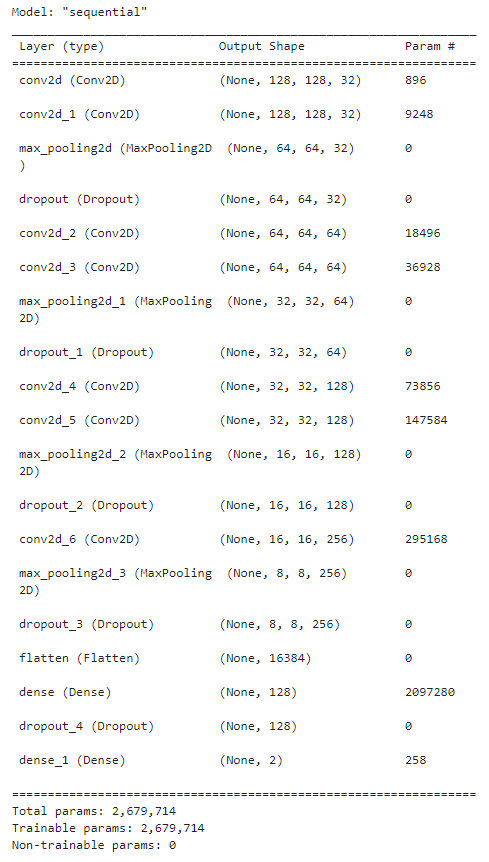 Model: "sequential"
_________________________________________________________________
Layer (type) Output Shape Param #
=================================================================
conv2d (Conv2D) (None, 128, 128, 32) 896
conv2d_1 (Conv2D) (None, 128, 128, 32) 9248
max_pooling2d (MaxPooling2D (None, 64, 64, 32) 0
)
dropout (Dropout) (None, 64, 64, 32) 0
conv2d_2 (Conv2D) (None, 64, 64, 64) 18496
conv2d_3 (Conv2D) (None, 64, 64, 64) 36928
max_pooling2d_1 (MaxPooling (None, 32, 32, 64) 0
2D)
dropout_1 (Dropout) (None, 32, 32, 64) 0
conv2d_4 (Conv2D) (None, 32, 32, 128) 73856
conv2d_5 (Conv2D) (None, 32, 32, 128) 147584
max_pooling2d_2 (MaxPooling (None, 16, 16, 128) 0
2D)
dropout_2 (Dropout) (None, 16, 16, 128) 0
conv2d_6 (Conv2D) (None, 16, 16, 256) 295168
max_pooling2d_3 (MaxPooling (None, 8, 8, 256) 0
2D)
dropout_3 (Dropout) (None, 8, 8, 256) 0
flatten (Flatten) (None, 16384) 0
dense (Dense) (None, 128) 2097280
dropout_4 (Dropout) (None, 128) 0
dense_1 (Dense) (None, 2) 258
=================================================================
Total params: 2,679,714
Trainable params: 2,679,714
Non-trainable params: 0